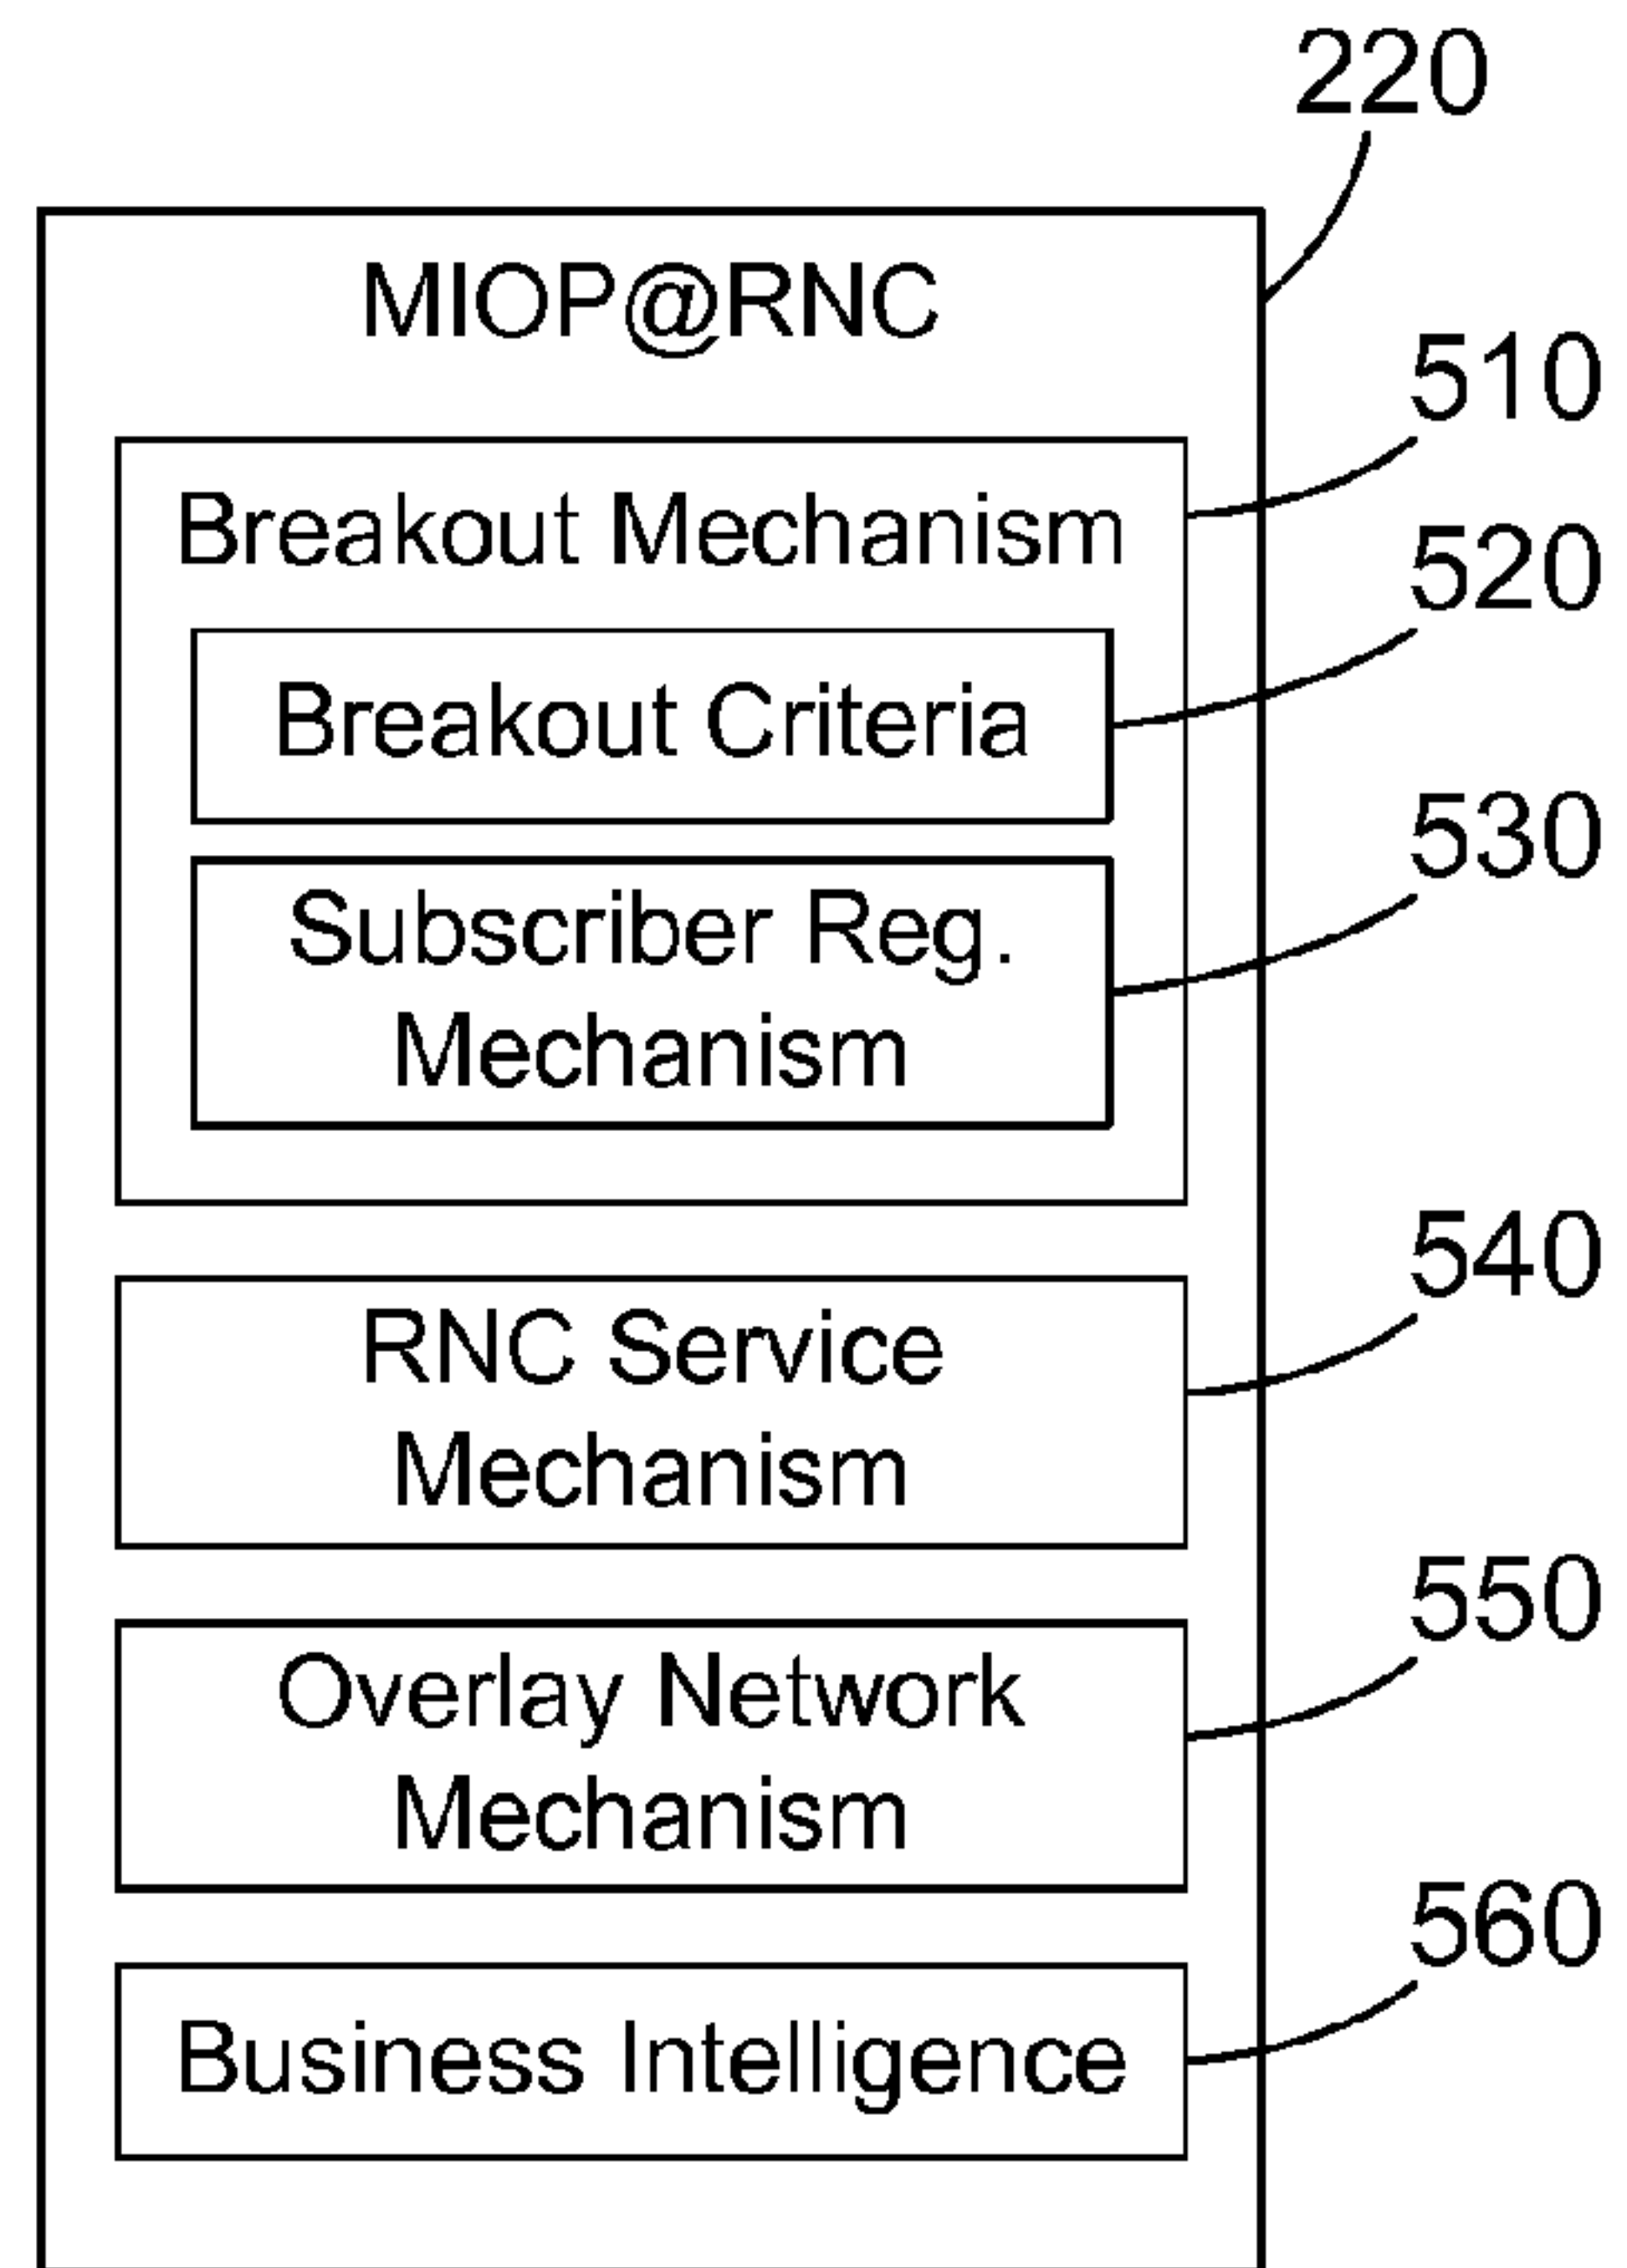 220
MIOP@RNC
510
Breakout Mechanism
520
Breakout Criteria
530
Subscriber Reg.
Mechanism
540
RNC Service
Mechanism
550
Overlay Network
Mechanism
560
Business Intelligence